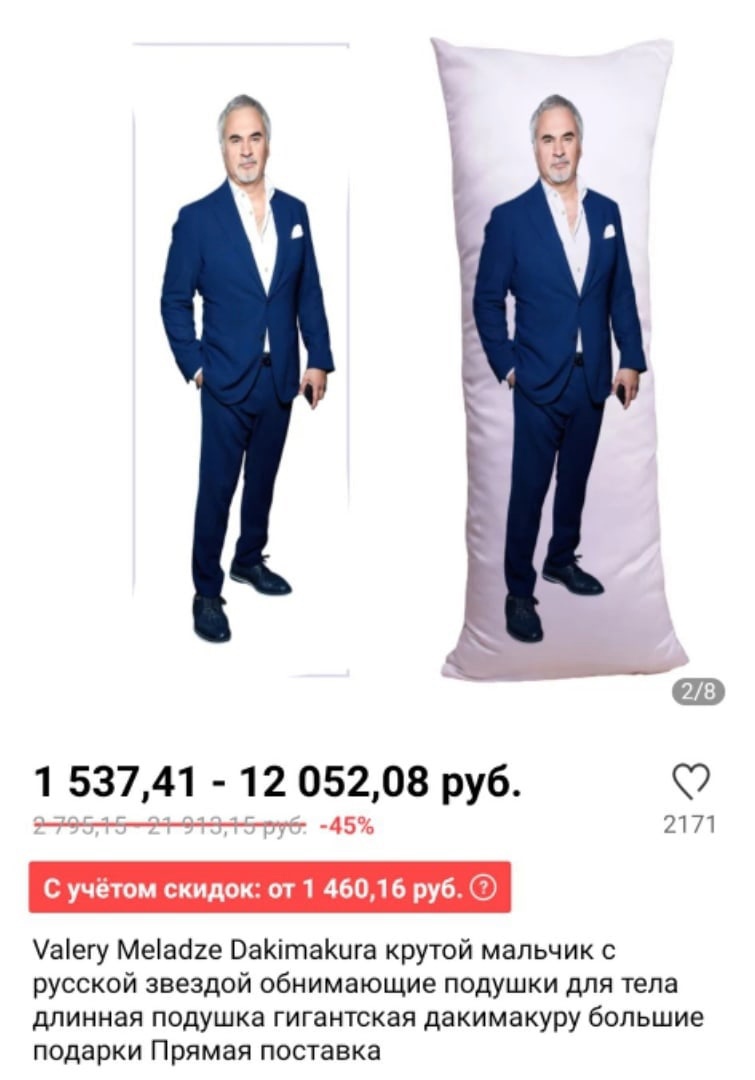 2/8
1 537,41 - 12 052,08 руб.
2 795,15 - 21 913,15 руб. -45%
2171
С учётом скидок: от 1 460,16 руб. ?
Valery Meladze Dakimakura крутой мальчик с
русской звездой обнимающие подушки для тела
длинная подушка гигантская дакимакуру большие
подарки Прямая поставка